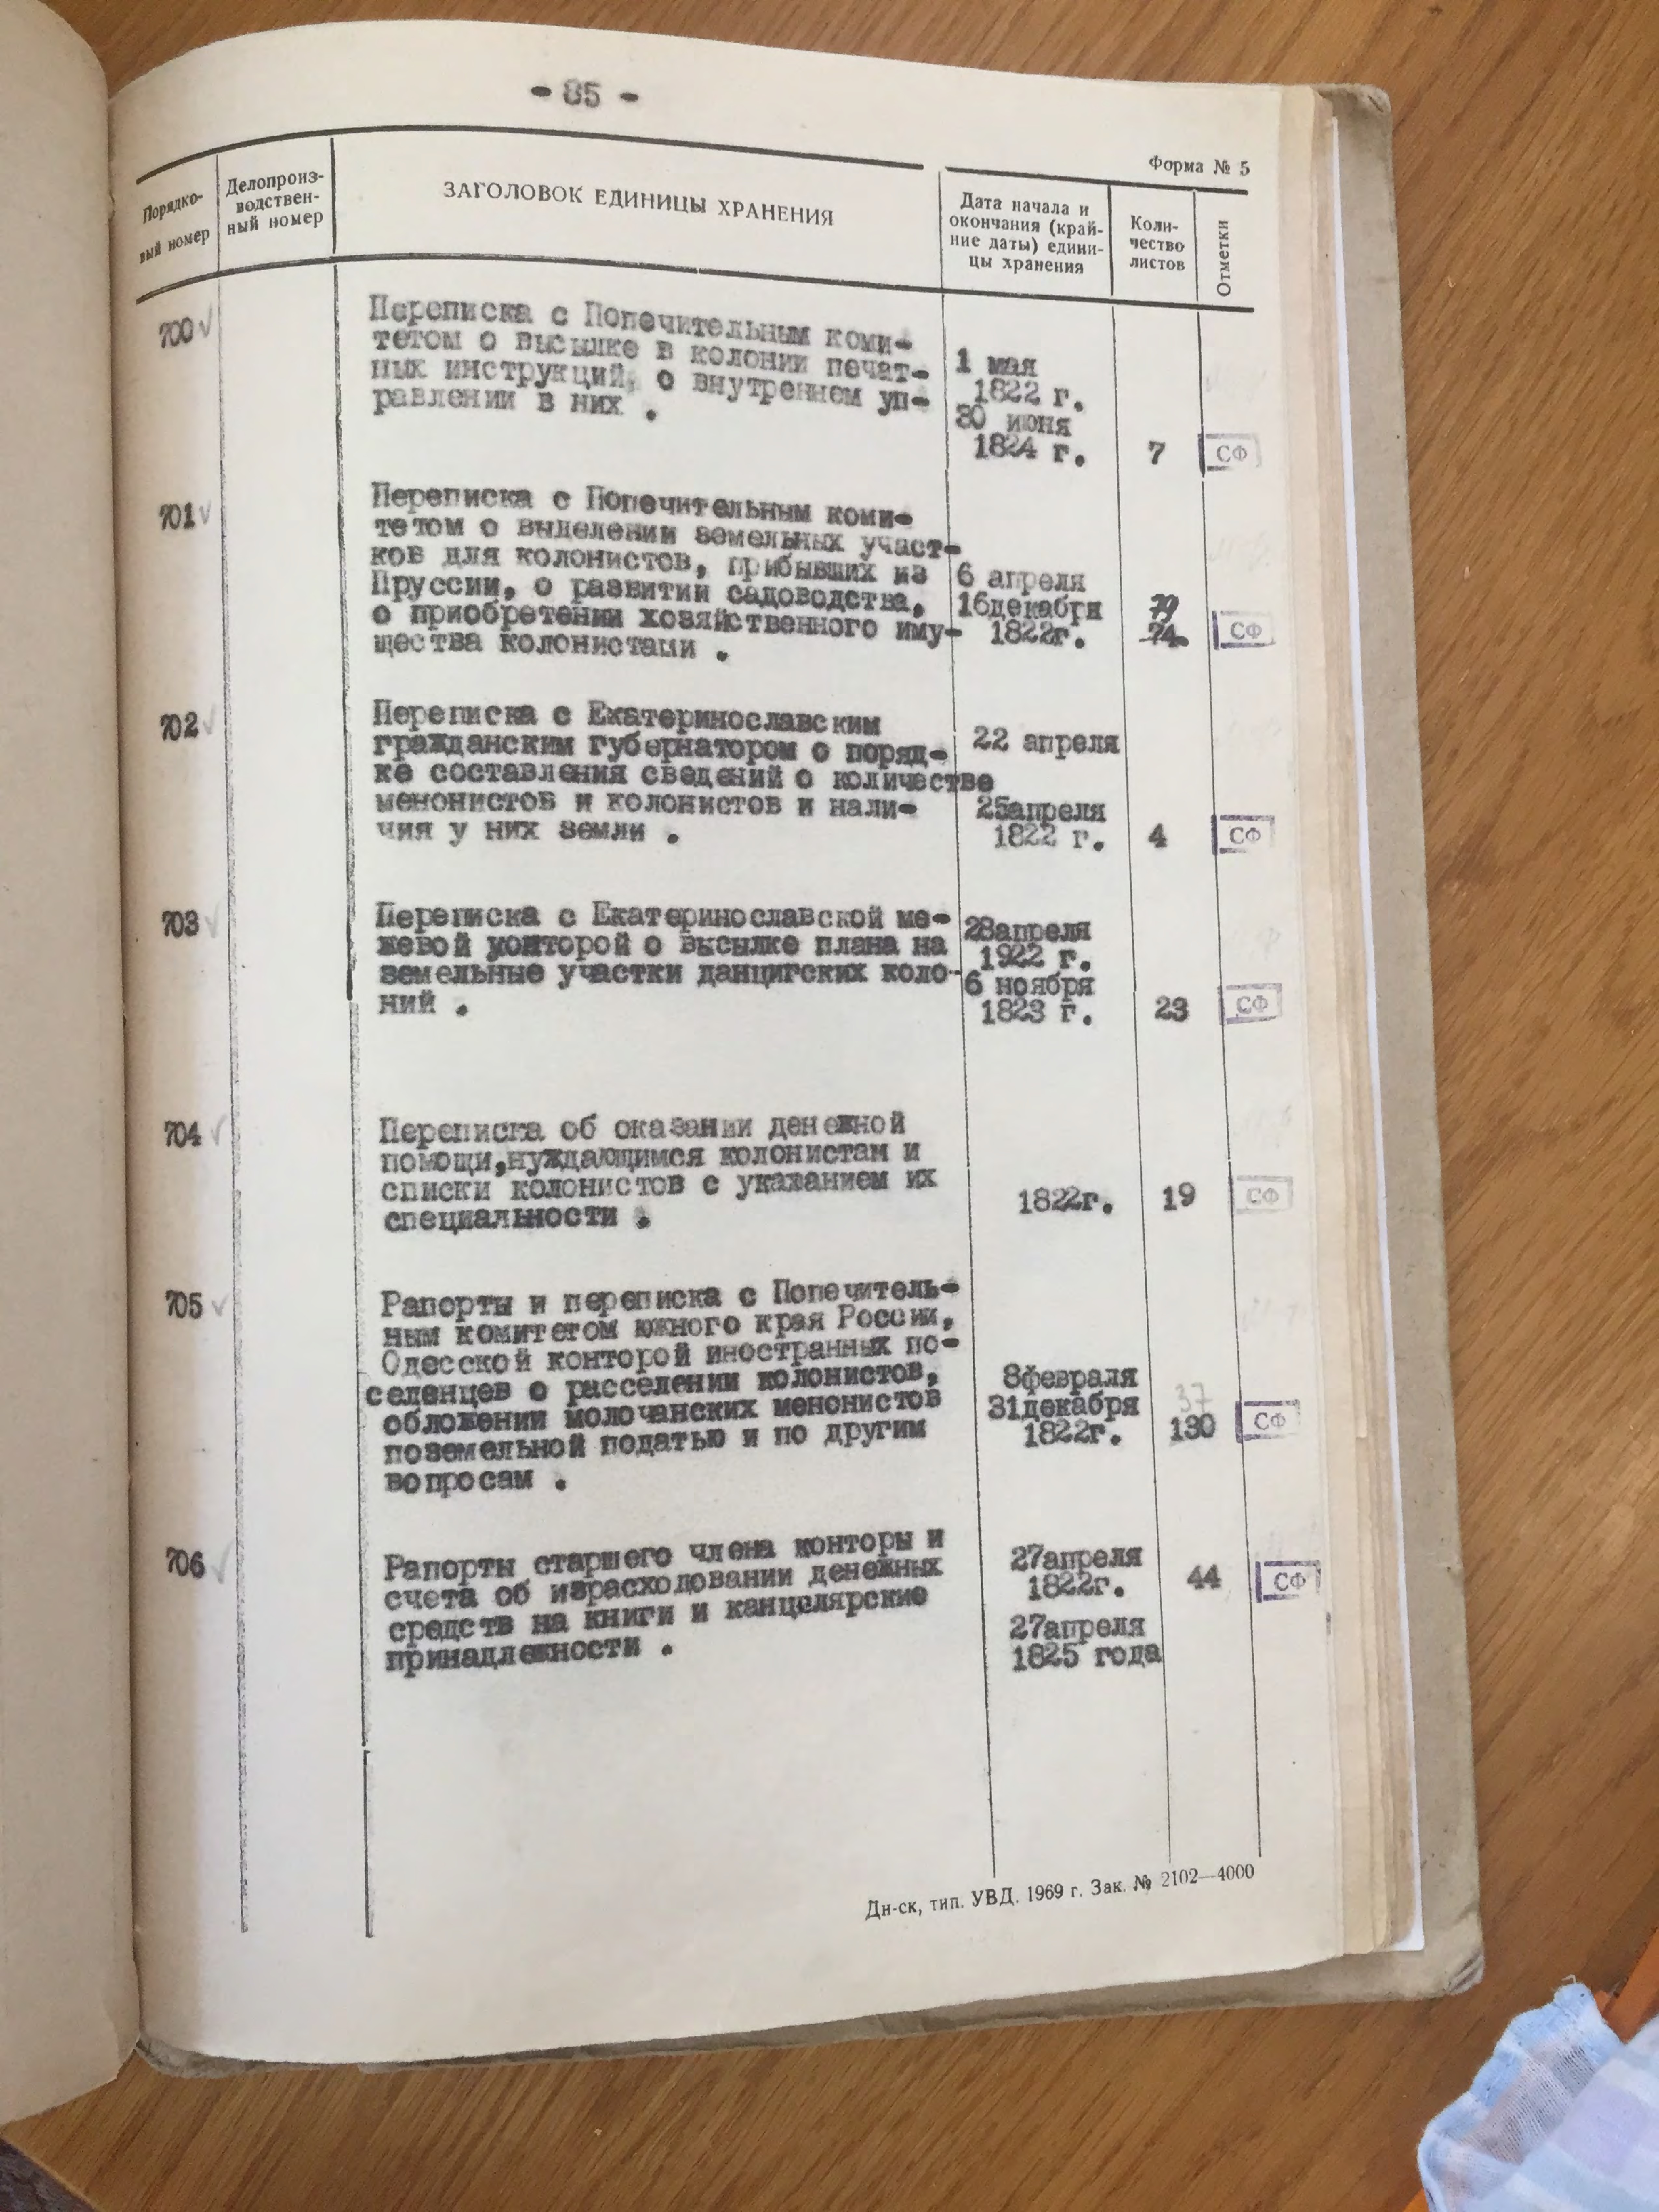 - 85 -
Форма № 5
Порядко-
вый номер
Делопроиз-
водствен-
ный номер
ЗАГОЛОВОК ЕДИНИЦЫ ХРАНЕНИЯ
Дата начала и
окончания (край-
ние даты) едини-
цы хранения
Коли-
чество
листов
Отметки
700
Переписка с Попечительным коми-
тетом о высылке в колонии печат-
ных инструкций, о внутреннем уп-
равлении в них .
1 мая
1822 г.
30 июня
1824 г.
7
СФ
701
Переписка с Попечительным коми-
тетом о выделении земельных участ-
ков для колонистов, прибывших из
Пруссии, о развитии садоводства,
о приобретении хозяйственного иму-
щества колонистами .
6 апреля
16декабря
1822г.
79
74
СФ
702
Переписка с Екатеринославским
гражданским губернатором о поряд-
ке составления сведений о количестве
менонистов и колонистов и нали-
чия у них земли .
22 апреля
25апреля
1822 г.
4
СФ
703
Переписка с Екатеринославской ме-
жевой конторой о высылке плана на
земельные участки данцигских коло-
ний .
28апреля
1922 г.
6 ноября
1823 г.
23
СФ
704
Переписка об оказании денежной
помощи,нуждающимся колонистам и
списки колонистов с указанием их
специальности .
1822г.
19
СФ
705
Рапорты и переписка с Попечитель-
ным комитетом южного края России,
Одесской конторой иностранных по-
селенцев о расселении колонистов,
обложении молочанских менонистов
поземельной податью и по другим
вопросам .
8февраля
31декабря
1822г.
37
130
СФ
706
Рапорты старшего члена конторы и
счета об израсходовании денежных
средств на книги и канцелярские
принадлежности .
27апреля
1822г.
27апреля
1825 года
44
СФ
Дн-ск, тип. УВД. 1969 г. Зак. № 2102—4000